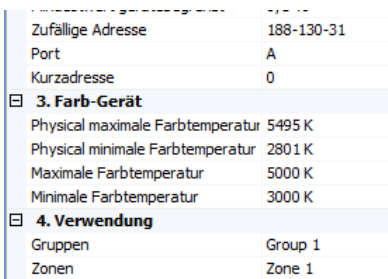 Zufällige Adresse 188-130-31
Port A
Kurzadresse 0
3. Farb-Gerät
Physical maximale Farbtemperatur 5495 K
Physical minimale Farbtemperatur 2801 K
Maximale Farbtemperatur 5000 K
Minimale Farbtemperatur 3000 K
4. Verwendung
Gruppen Group 1
Zonen Zone 1